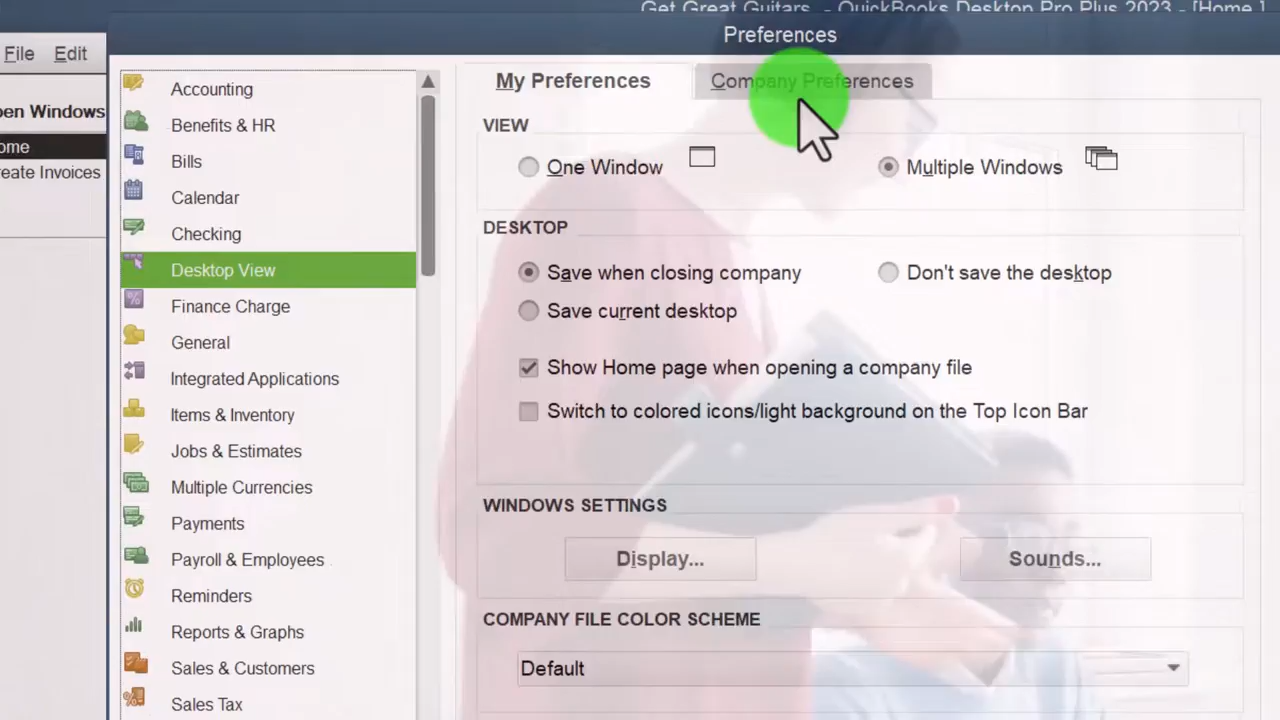 Get Great Guitars - QuickBooks Desktop Pro Plus 2023 - [Home ]
Preferences
File Edit
pen Windows
ome
reate Invoices
Accounting
Benefits & HR
Bills
Calendar
Checking
Desktop View
Finance Charge
General
Integrated Applications
Items & Inventory
Jobs & Estimates
Multiple Currencies
Payments
Payroll & Employees
Reminders
Reports & Graphs
Sales & Customers
Sales Tax
My Preferences Company Preferences
VIEW
One Window Multiple Windows
DESKTOP
Save when closing company Don't save the desktop
Save current desktop
Show Home page when opening a company file
Switch to colored icons/light background on the Top Icon Bar
WINDOWS SETTINGS
Display... Sounds...
COMPANY FILE COLOR SCHEME
Default